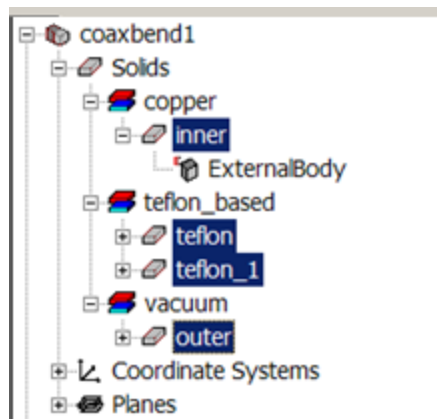 coaxbend1
Solids
copper
inner
ExternalBody
teflon_based
teflon
teflon_1
vacuum
outer
Coordinate Systems
Planes